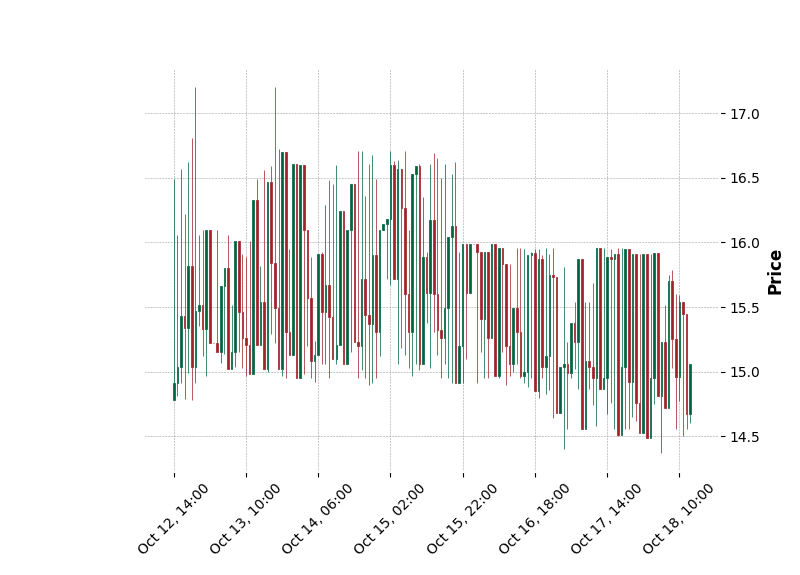 17.0
16.5
16.0
15.5
15.0
14.5
Price
Oct 12, 14:00
Oct 13, 10:00
Oct 14, 06:00
Oct 15, 02:00
Oct 15, 22:00
Oct 16, 18:00
Oct 17, 14:00
Oct 18, 10:00